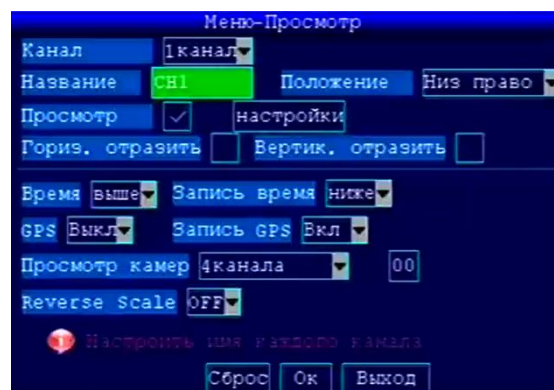 Меню-Просмотр
Канал 1канал
Название CH1 Положение Низ право
Просмотр настройки
Гориз. отразить Вертик. отразить
Время выше Запись время ниже
GPS Выкл Запись GPS Вкл
Просмотр камер 4канала 00
Reverse Scale OFF
Настроить имя каждого канала
Сброс Ок Выход